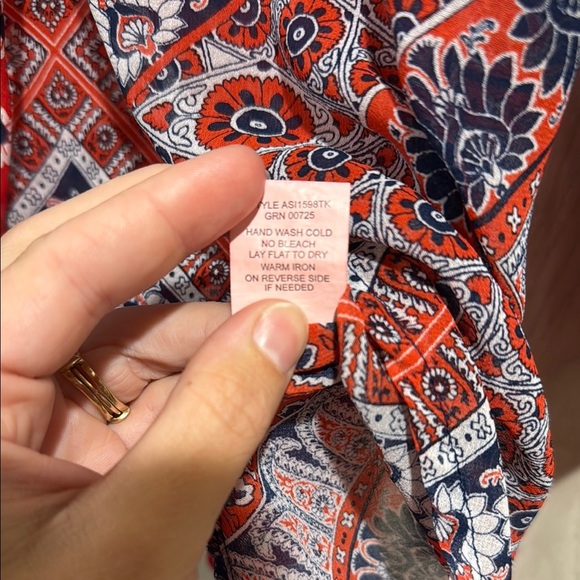 STYLE ASI1598TK
GRN 00725
HAND WASH COLD
NO BLEACH
LAY FLAT TO DRY
WARM IRON
ON REVERSE SIDE
IF NEEDED